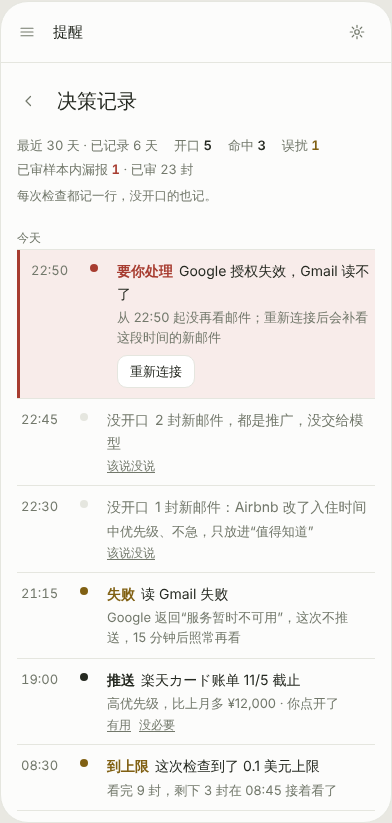 提醒
决策记录
最近 30 天 · 已记录 6 天 开口 5 命中 3 误扰 1
已审样本内漏报 1 · 已审 23 封
每次检查都记一行，没开口的也记。
今天
22:50 要你处理 Google 授权失效，Gmail 读不
了
从 22:50 起没再看邮件；重新连接后会补看
这段时间的新邮件
重新连接
22:45 没开口 2 封新邮件，都是推广，没交给模
型
该说没说
22:30 没开口 1 封新邮件：Airbnb 改了入住时间
中优先级、不急，只放进“值得知道”
该说没说
21:15 失败 读 Gmail 失败
Google 返回“服务暂时不可用”，这次不推
送，15 分钟后照常再看
19:00 推送 楽天カード账单 11/5 截止
高优先级，比上月多 ¥12,000 · 你点开了
有用 没必要
08:30 到上限 这次检查到了 0.1 美元上限
看完 9 封，剩下 3 封在 08:45 接着看了